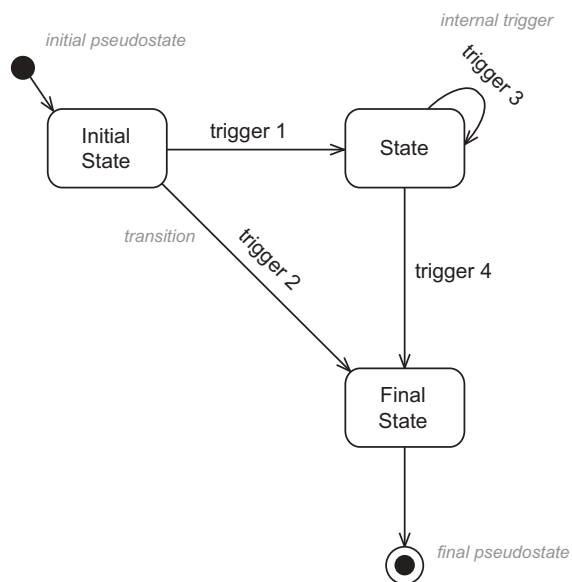 internal trigger
initial pseudostate
trigger 3
trigger 1
Initial
State
State
transition
trigger 2
trigger 4
Final
State
final pseudostate